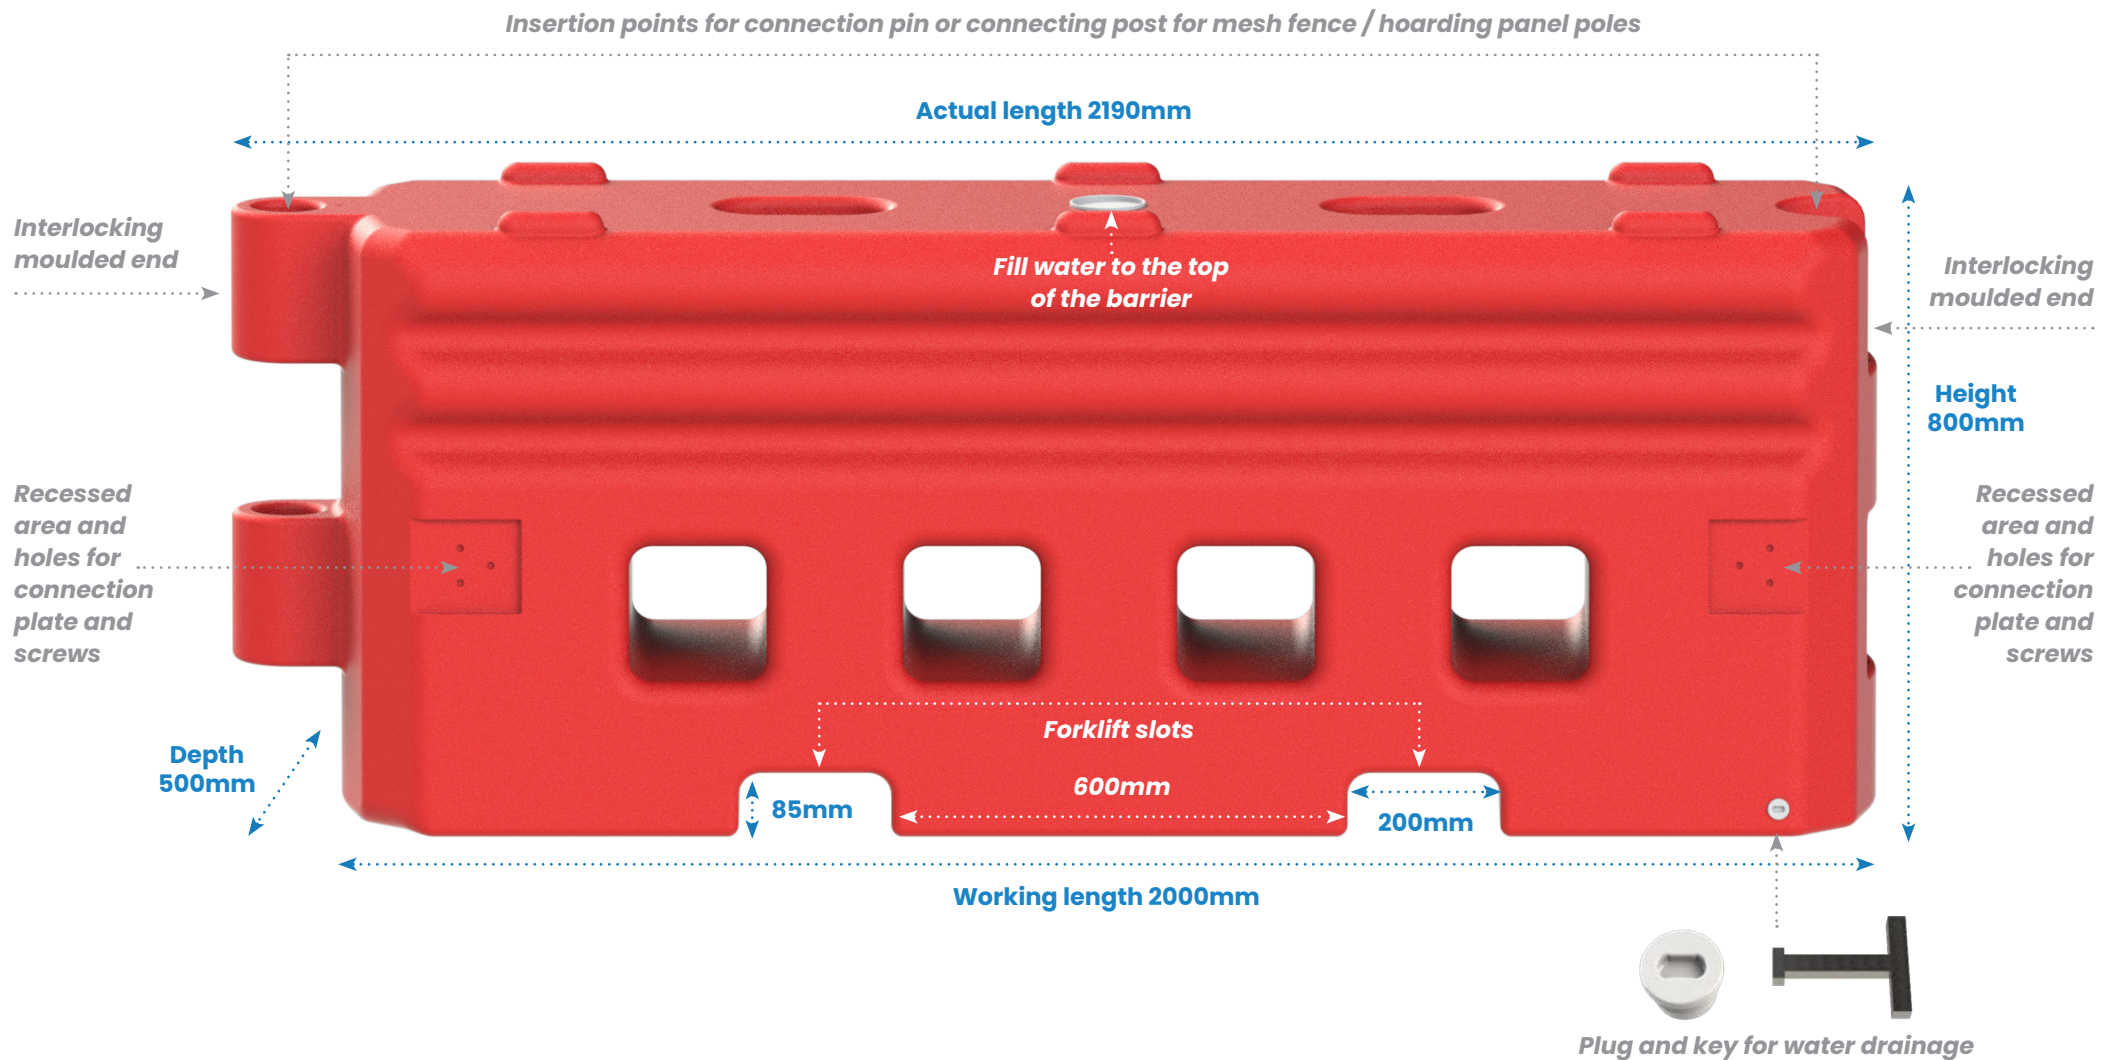 Insertion points for connection pin or connecting post for mesh fence / hoarding panel poles
Actual length 2190mm
Interlocking
moulded end
Fill water to the top
of the barrier
Interlocking
moulded end
Height
800mm
Recessed
area and
holes for
connection
plate and
screws
Recessed
area and
holes for
connection
plate and
screws
Forklift slots
Depth
500mm
600mm
85mm
200mm
Working length 2000mm
Plug and key for water drainage